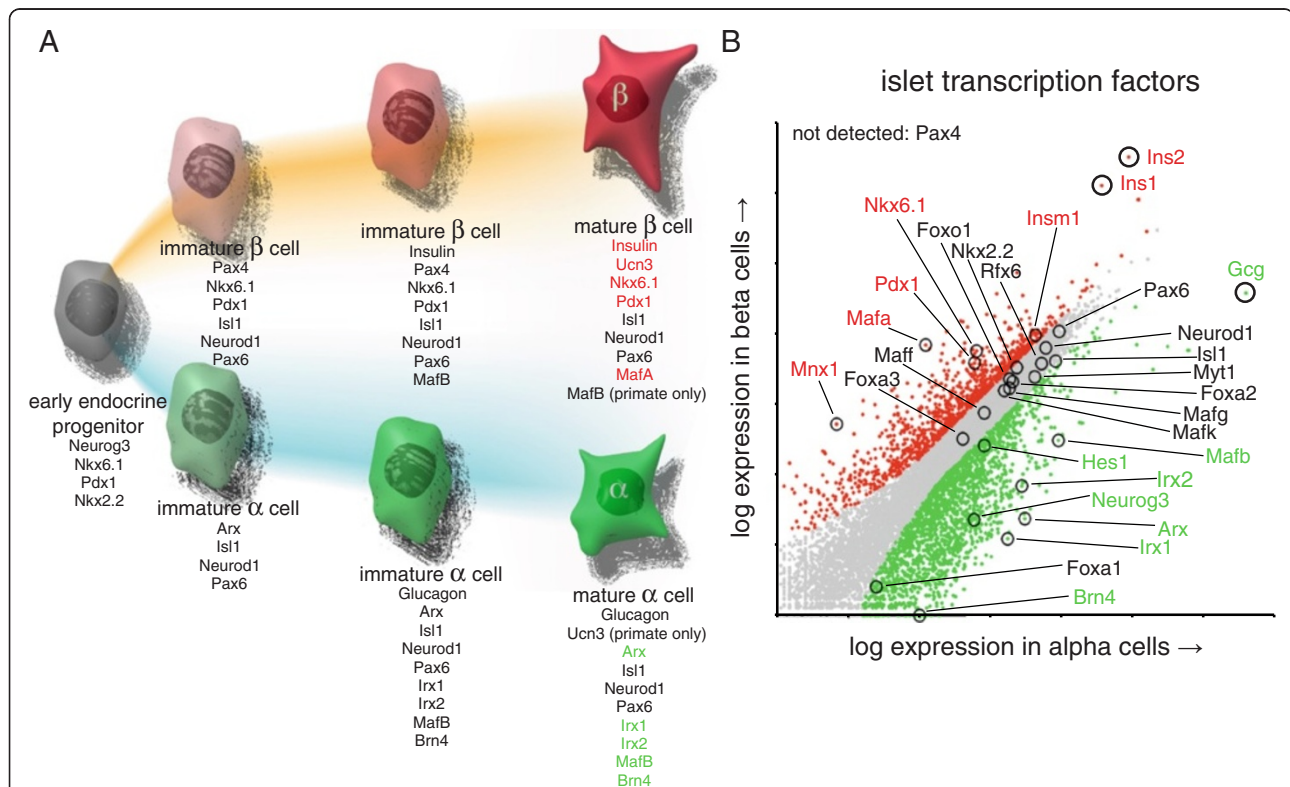 A
β
immature β cell
Pax4
Nkx6.1
Pdx1
Isl1
Neurod1
Pax6
immature β cell
Insulin
Pax4
Nkx6.1
Pdx1
Isl1
Neurod1
Pax6
MafB
mature β cell
Insulin
Ucn3
Nkx6.1
Pdx1
Isl1
Neurod1
Pax6
MafA
MafB (primate only)
early endocrine
progenitor
Neurog3
Nkx6.1
Pdx1
Nkx2.2
immature α cell
Arx
Isl1
Neurod1
Pax6
immature α cell
Glucagon
Arx
Isl1
Neurod1
Pax6
Irx1
Irx2
MafB
Brn4
α
mature α cell
Glucagon
Ucn3 (primate only)
Arx
Isl1
Neurod1
Pax6
Irx1
Irx2
MafB
Brn4
B
islet transcription factors
not detected: Pax4
Ins2
Ins1
Nkx6.1
Foxo1
Insm1
Nkx2.2
Rfx6
Gcg
Pdx1
Pax6
Mafa
Neurod1
Maff
Isl1
Mnx1
Myt1
Foxa3
Foxa2
Mafg
Mafk
Hes1
Mafb
Irx2
Neurog3
Arx
Irx1
Foxa1
Brn4
log expression in beta cells →
log expression in alpha cells →